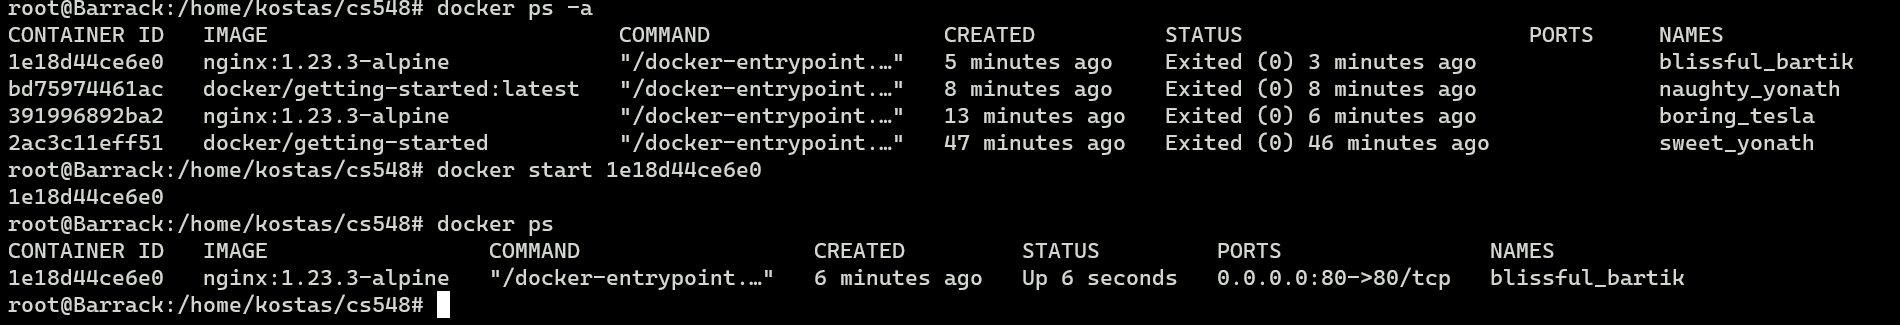 root@Barrack:/home/kostas/cs548# docker ps -a
CONTAINER ID   IMAGE                           COMMAND                  CREATED          STATUS                      PORTS     NAMES
1e18d44ce6e0   nginx:1.23.3-alpine             "/docker-entrypoint.…"   5 minutes ago    Exited (0) 3 minutes ago              blissful_bartik
bd75974461ac   docker/getting-started:latest   "/docker-entrypoint.…"   8 minutes ago    Exited (0) 8 minutes ago              naughty_yonath
391996892ba2   nginx:1.23.3-alpine             "/docker-entrypoint.…"   13 minutes ago   Exited (0) 6 minutes ago              boring_tesla
2ac3c11eff51   docker/getting-started          "/docker-entrypoint.…"   47 minutes ago   Exited (0) 46 minutes ago             sweet_yonath
root@Barrack:/home/kostas/cs548# docker start 1e18d44ce6e0
1e18d44ce6e0
root@Barrack:/home/kostas/cs548# docker ps
CONTAINER ID   IMAGE                 COMMAND                  CREATED         STATUS         PORTS                NAMES
1e18d44ce6e0   nginx:1.23.3-alpine   "/docker-entrypoint.…"   6 minutes ago   Up 6 seconds   0.0.0.0:80->80/tcp   blissful_bartik
root@Barrack:/home/kostas/cs548#